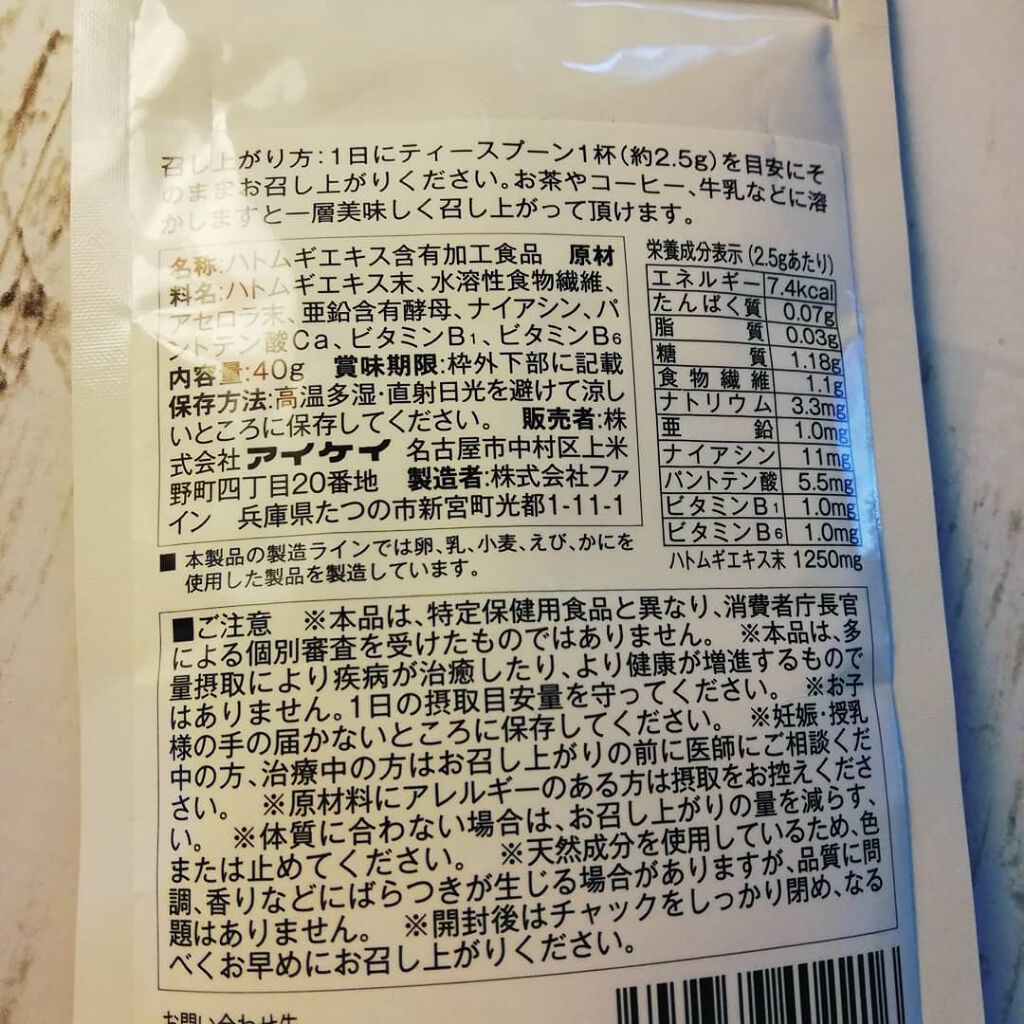 召し上がり方:1日にティースプーン1杯(約2.5g)を目安にそ
のままお召し上がりください。お茶やコーヒー、牛乳などに溶
かしますと一層美味しく召し上がって頂けます。
名称:ハトムギエキス含有加工食品 原材
料名:ハトムギエキス末、水溶性食物繊維、
アセロラ末、亜鉛含有酵母、ナイアシン、パ
ントテン酸Ca、ビタミンB1、ビタミンB6
内容量:40g 賞味期限:枠外下部に記載
保存方法:高温多湿・直射日光を避けて涼し
いところに保存してください。 販売者:株
式会社アイケイ 名古屋市中村区上米
野町四丁目20番地 製造者:株式会社ファ
イン 兵庫県たつの市新宮町光都1-11-1
栄養成分表示(2.5gあたり)
エネルギー 7.4kcal
たんぱく質 0.07g
脂質 0.03g
糖質 1.18g
食物繊維 1.1g
ナトリウム 3.3mg
亜鉛 1.0mg
ナイアシン 11mg
パントテン酸 5.5mg
ビタミンB1 1.0mg
ビタミンB6 1.0mg
ハトムギエキス末 1250mg
■本製品の製造ラインでは卵、乳、小麦、えび、かにを
使用した製品を製造しています。
■ご注意 ※本品は、特定保健用食品と異なり、消費者庁長官
による個別審査を受けたものではありません。 ※本品は、多
量摂取により疾病が治癒したり、より健康が増進するもので
はありません。1日の摂取目安量を守ってください。 ※お子
様の手の届かないところに保存してください。 ※妊娠・授乳
中の方、治療中の方はお召し上がりの前に医師にご相談くだ
さい。 ※原材料にアレルギーのある方は摂取をお控えくださ
い。 ※体質に合わない場合は、お召し上がりの量を減らす、
または止めてください。 ※天然成分を使用しているため、色
調、香りなどにばらつきが生じる場合がありますが、品質に問
題はありません。 ※開封後はチャックをしっかり閉め、なる
べくお早めにお召し上がりください。
お問い合わせ先